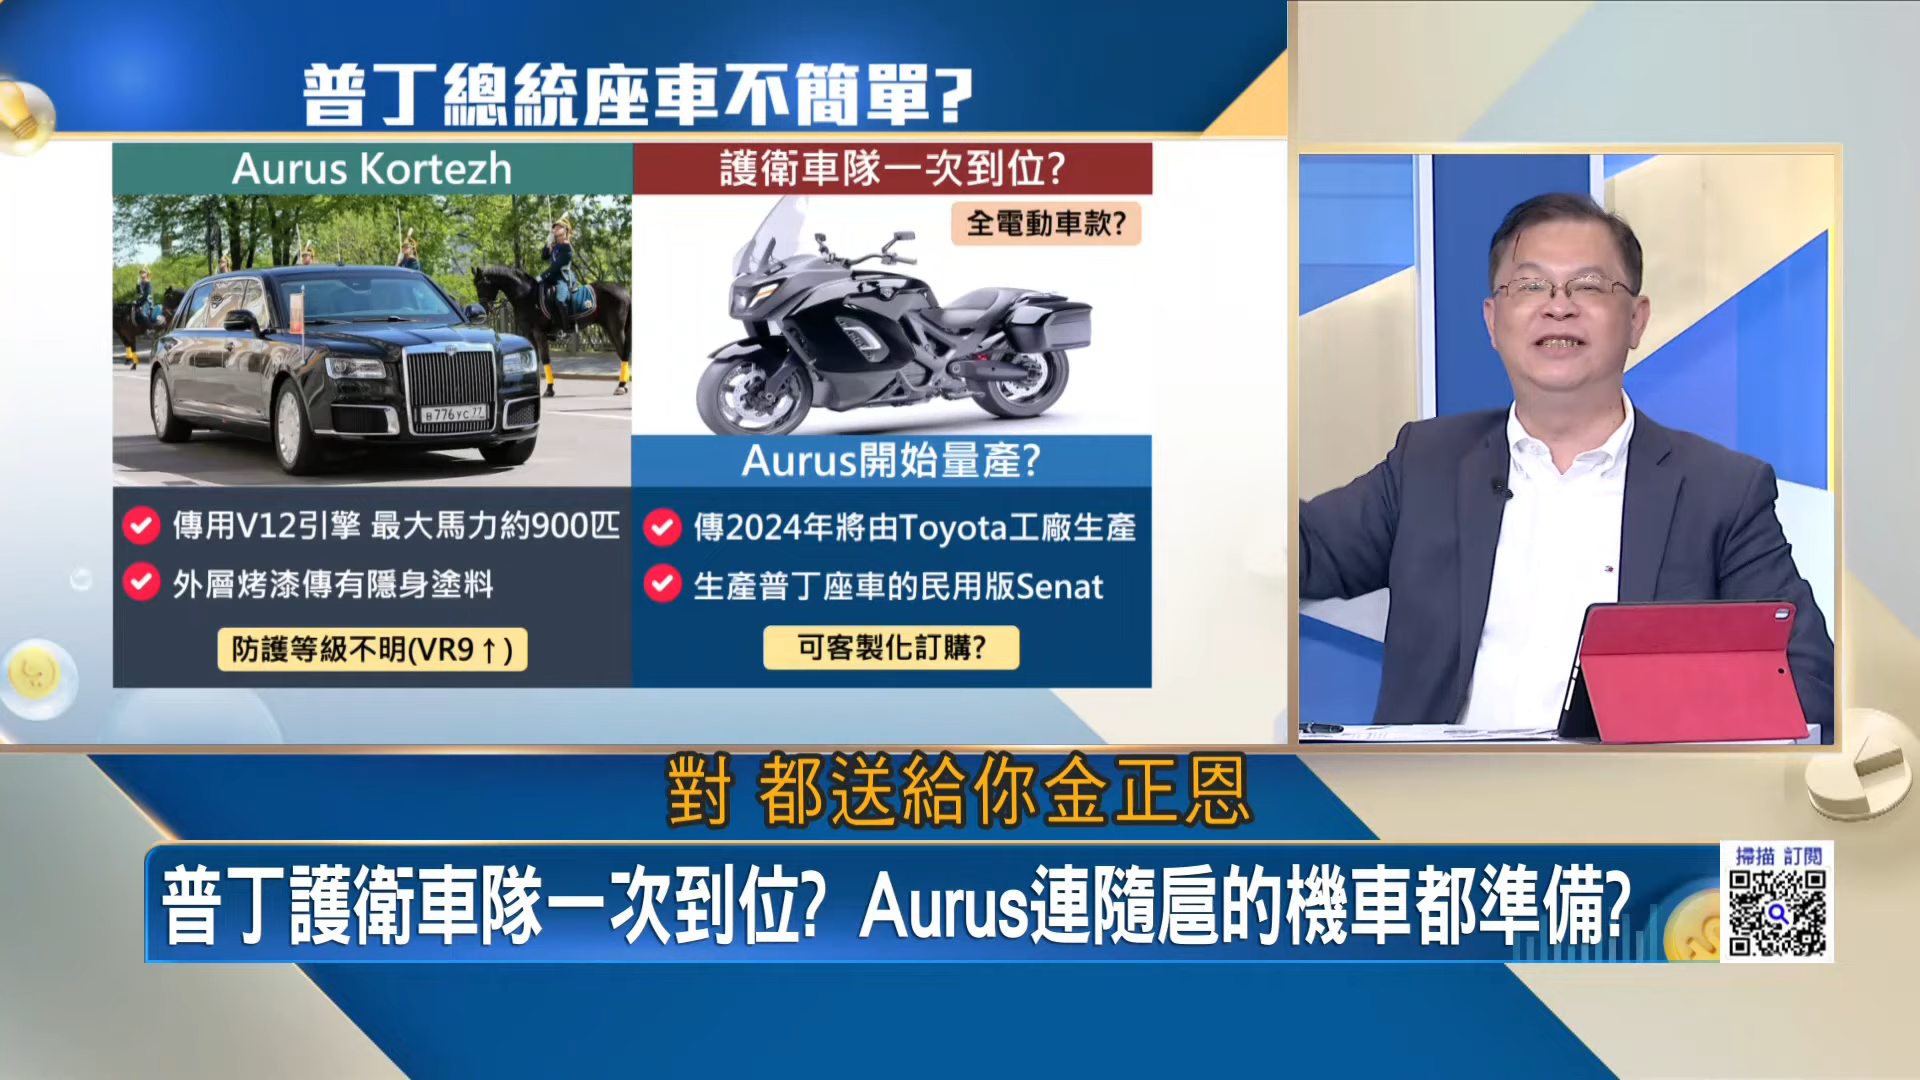 普丁總統座車不簡單?
Aurus Kortezh
護衛車隊一次到位?
全電動車款?
B776УС 77
Aurus開始量產?
傳用V12引擎 最大馬力約900匹
外層烤漆傳有隱身塗料
防護等級不明(VR9↑)
傳2024年將由Toyota工廠生產
生產普丁座車的民用版Senat
可客製化訂購?
對 都送給你金正恩
普丁護衛車隊一次到位? Aurus連隨扈的機車都準備?
掃描 訂閱